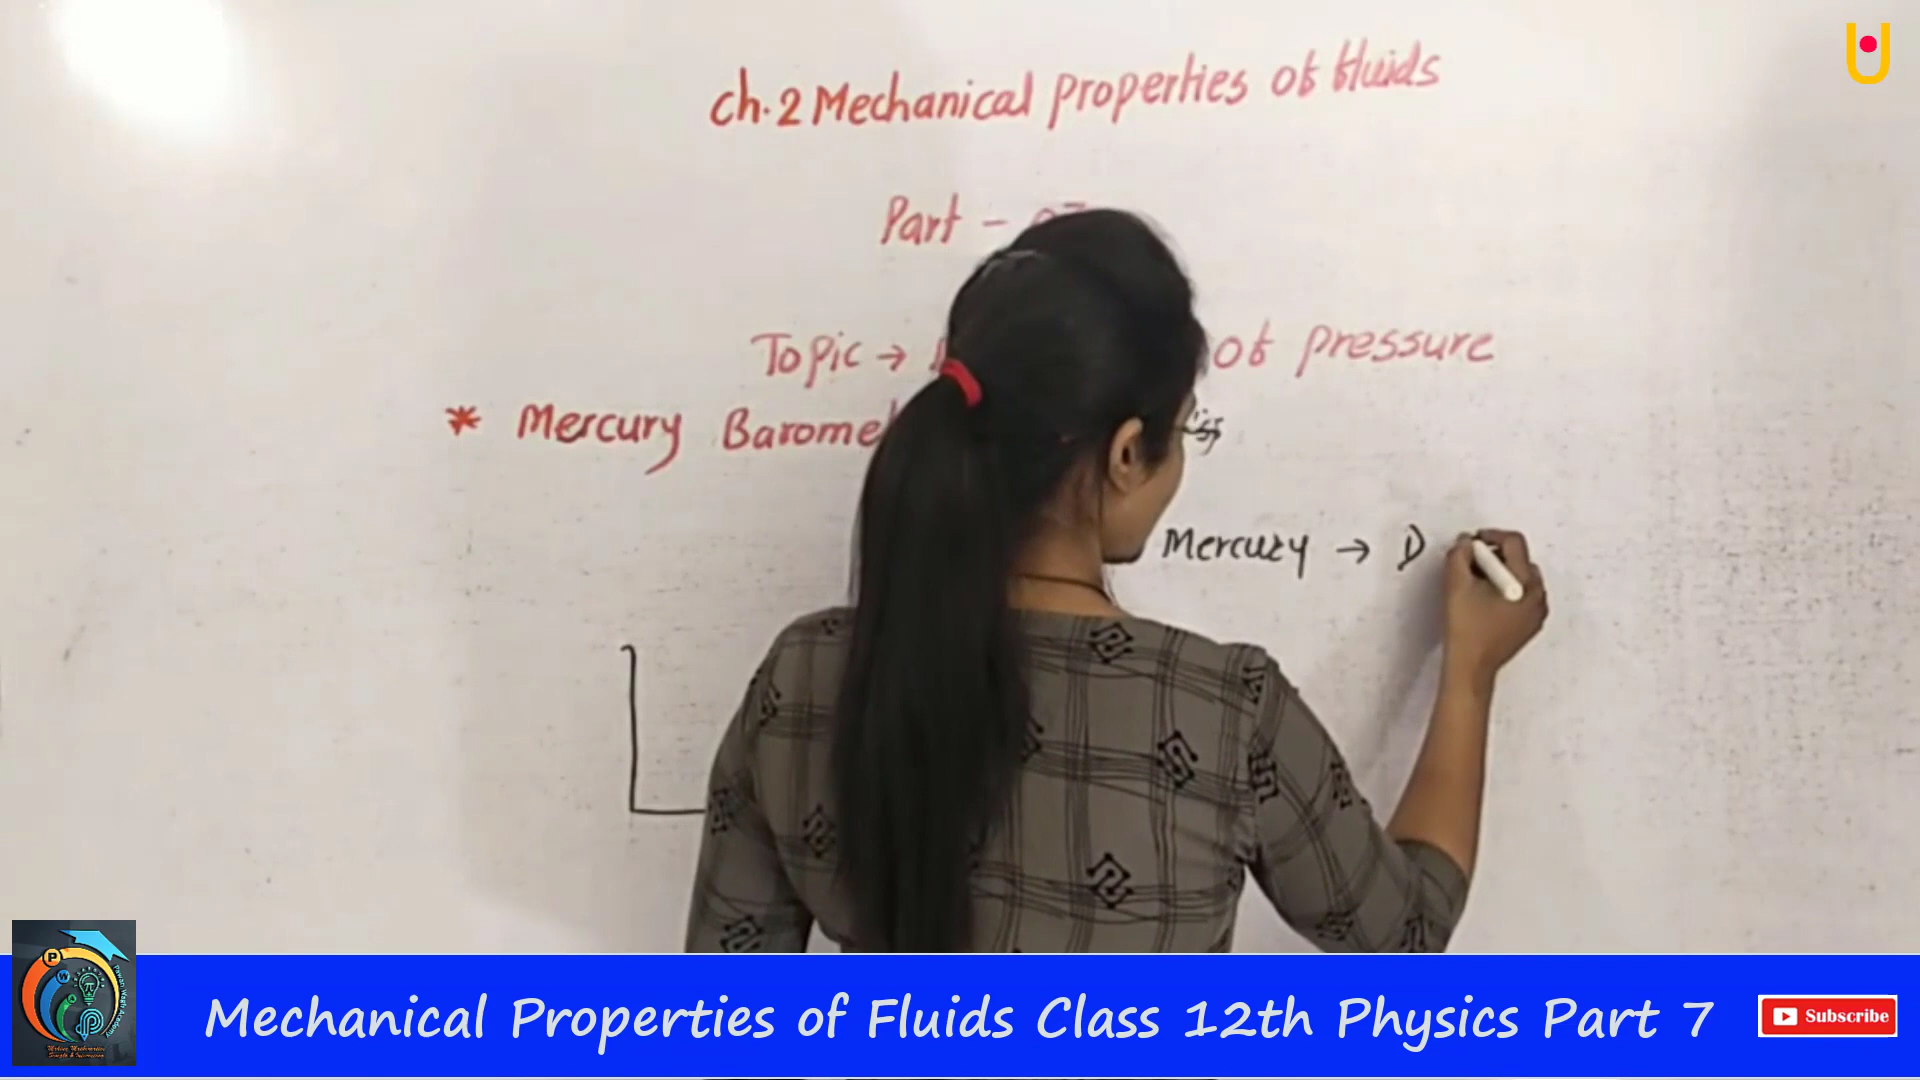 Ch.2 Mechanical properties of fluids
Part -
Topic → of pressure
* Mercury Barome
Mercury → D
Mechanical Properties of Fluids Class 12th Physics Part 7
Subscribe